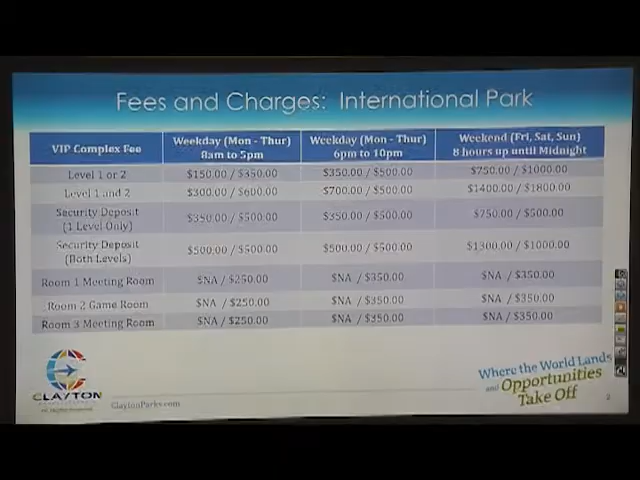 Fees and Charges: International Park
VIP Complex Fee
Weekday (Mon - Thur)
8am to 5pm
Weekday (Mon - Thur)
6pm to 10pm
Weekend (Fri, Sat, Sun)
8 hours up until Midnight
Level 1 or 2 $150.00 / $350.00 $350.00 / $500.00 $750.00 / $1000.00
Level 1 and 2 $300.00 / $600.00 $700.00 / $500.00 $1400.00 / $1800.00
Security Deposit
(1 Level Only) $350.00 / $500.00 $350.00 / $500.00 $750.00 / $500.00
Security Deposit
(Both Levels) $500.00 / $500.00 $500.00 / $500.00 $1300.00 / $1000.00
Room 1 Meeting Room $NA / $250.00 $NA / $350.00 $NA / $350.00
Room 2 Game Room $NA / $250.00 $NA / $350.00 $NA / $350.00
Room 3 Meeting Room $NA / $250.00 $NA / $350.00 $NA / $350.00
CLAYTON
ClaytonParks.com
Where the World Lands
and Opportunities
Take Off